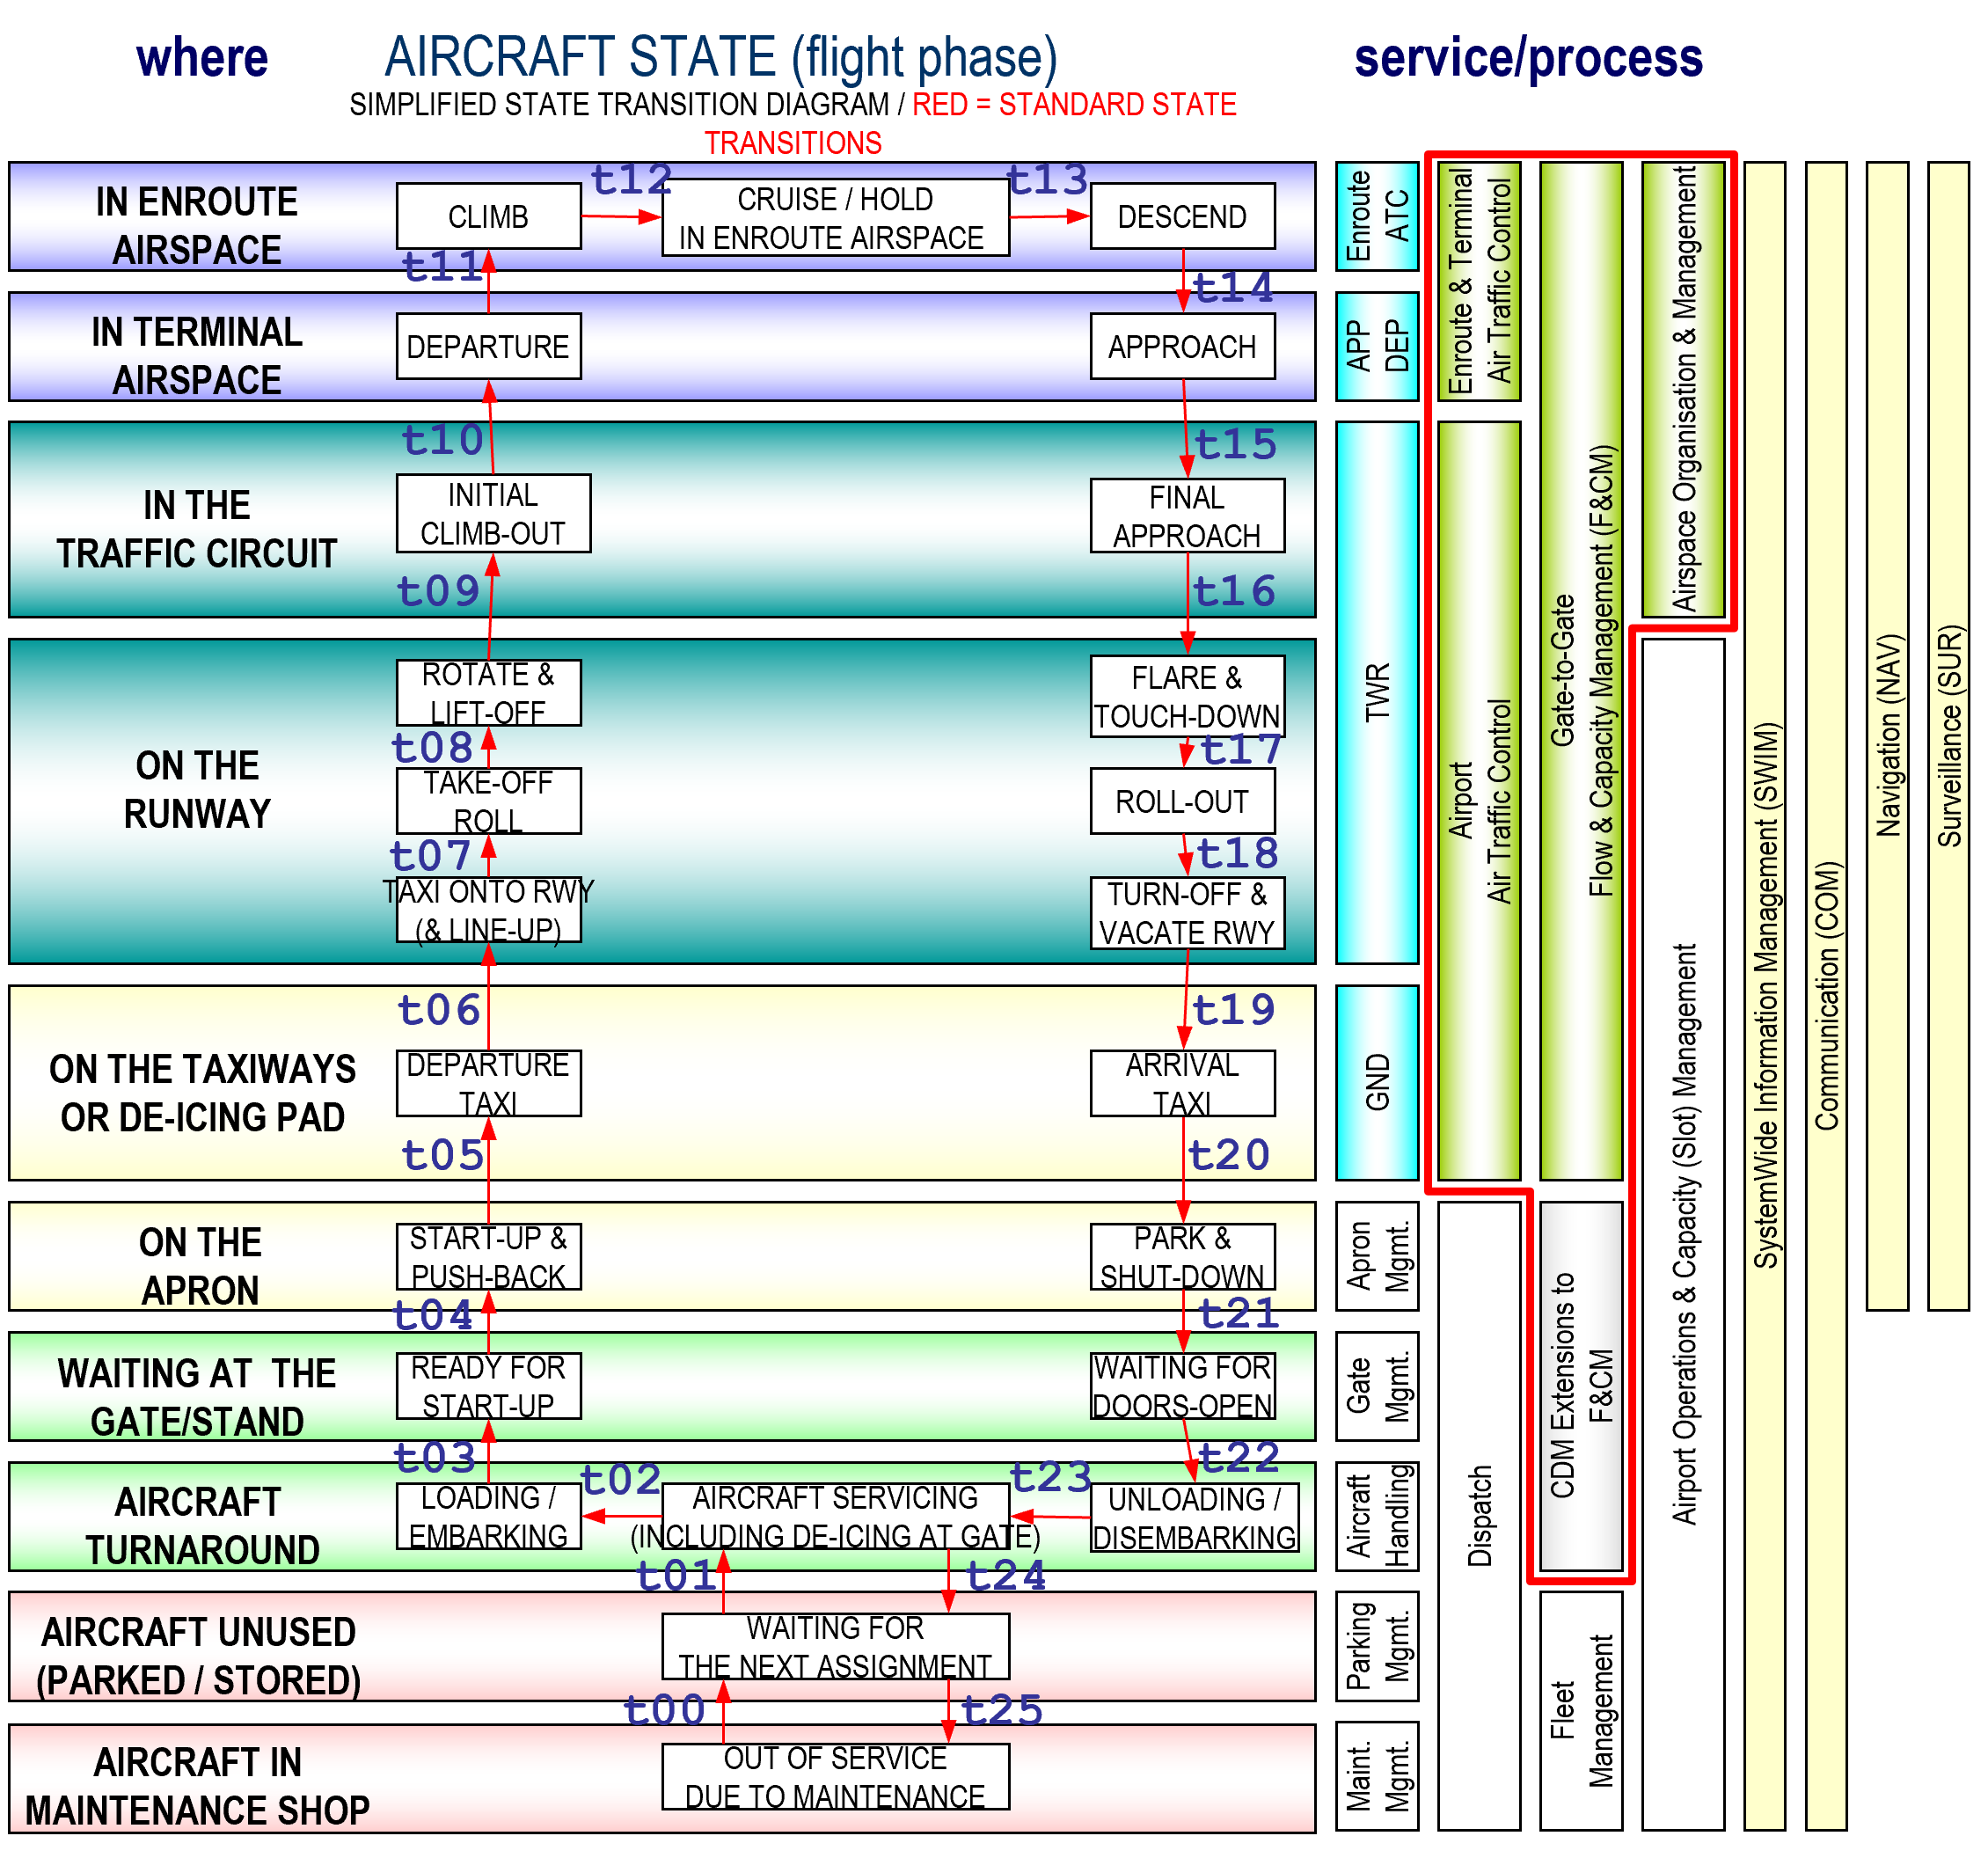 where
AIRCRAFT STATE (flight phase)
service/process
SIMPLIFIED STATE TRANSITION DIAGRAM / RED = STANDARD STATE
TRANSITIONS
IN ENROUTE
AIRSPACE
CLIMB
t12
CRUISE / HOLD
IN ENROUTE AIRSPACE
t13
DESCEND
t11
t14
IN TERMINAL
AIRSPACE
DEPARTURE
APPROACH
t10
t15
IN THE
TRAFFIC CIRCUIT
INITIAL
CLIMB-OUT
FINAL
APPROACH
t09
t16
ON THE
RUNWAY
ROTATE &
LIFT-OFF
FLARE &
TOUCH-DOWN
t08
t17
TAKE-OFF
ROLL
ROLL-OUT
t07
t18
TAXI ONTO RWY
(& LINE-UP)
TURN-OFF &
VACATE RWY
t06
t19
ON THE TAXIWAYS
OR DE-ICING PAD
DEPARTURE
TAXI
ARRIVAL
TAXI
t05
t20
ON THE
APRON
START-UP &
PUSH-BACK
PARK &
SHUT-DOWN
t04
t21
WAITING AT THE
GATE/STAND
READY FOR
START-UP
WAITING FOR
DOORS-OPEN
t03
t22
AIRCRAFT
TURNAROUND
LOADING /
EMBARKING
t02
AIRCRAFT SERVICING
(INCLUDING DE-ICING AT GATE)
t23
UNLOADING /
DISEMBARKING
t01
t24
AIRCRAFT UNUSED
(PARKED / STORED)
WAITING FOR
THE NEXT ASSIGNMENT
t00
t25
AIRCRAFT IN
MAINTENANCE SHOP
OUT OF SERVICE
DUE TO MAINTENANCE
Enroute
ATC
APP
DEP
TWR
GND
Apron
Mgmt.
Gate
Mgmt.
Aircraft
Handling
Parking
Mgmt.
Maint.
Mgmt.
Enroute & Terminal
Air Traffic Control
Airport
Air Traffic Control
Dispatch
Gate-to-Gate
Flow & Capacity Management (F&CM)
CDM Extensions to
F&CM
Fleet
Management
Airspace Organisation & Management
Airport Operations & Capacity (Slot) Management
SystemWide Information Management (SWIM)
Communication (COM)
Navigation (NAV)
Surveillance (SUR)